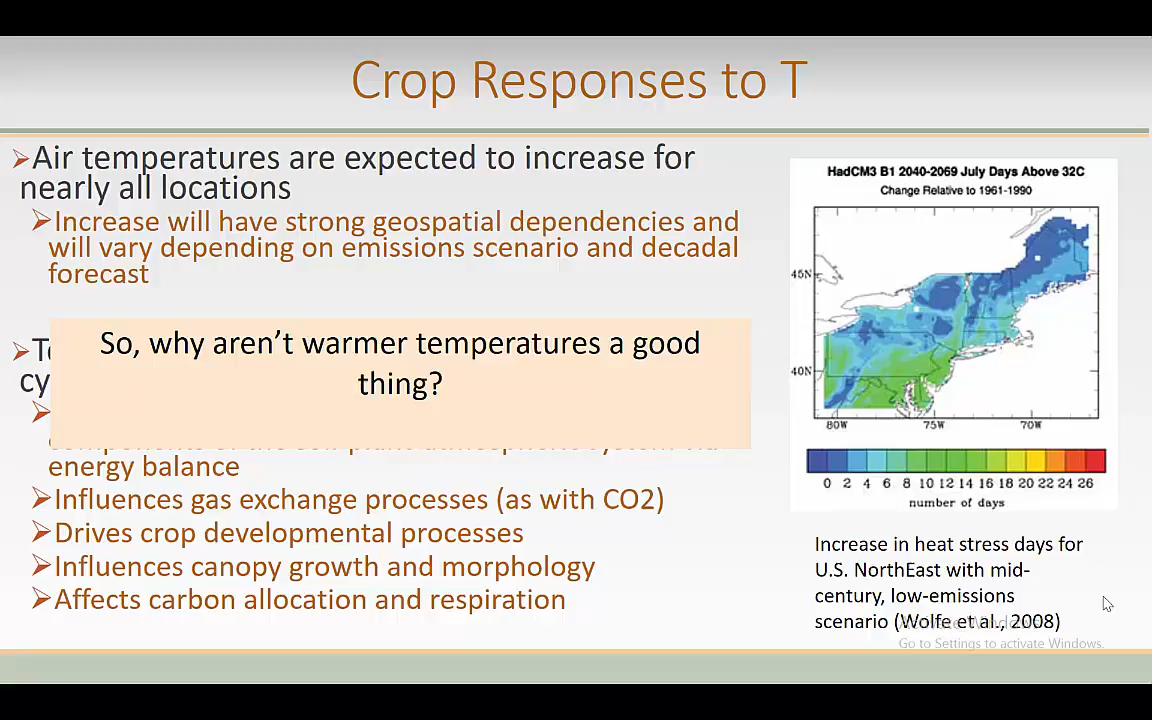 Crop Responses to T
➢Air temperatures are expected to increase for
nearly all locations
➢Increase will have strong geospatial dependencies and
will vary depending on emissions scenario and decadal
forecast
So, why aren’t warmer temperatures a good
thing?
cy
energy balance
➢Influences gas exchange processes (as with CO2)
➢Drives crop developmental processes
➢Influences canopy growth and morphology
➢Affects carbon allocation and respiration
HadCM3 B1 2040-2069 July Days Above 32C
Change Relative to 1961-1990
45N
40N
80W 75W 70W
0 2 4 6 8 10 12 14 16 18 20 22 24 26
number of days
Increase in heat stress days for
U.S. NorthEast with mid-
century, low-emissions
scenario (Wolfe et al., 2008)
Activate Windows
Go to Settings to activate Windows.